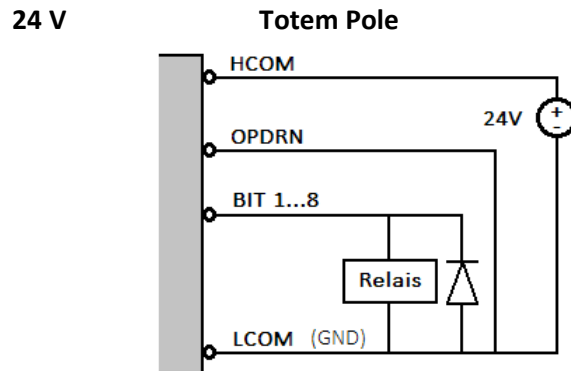 24 V Totem Pole
HCOM
24V
+
-
OPDRN
BIT 1...8
Relais
LCOM (GND)